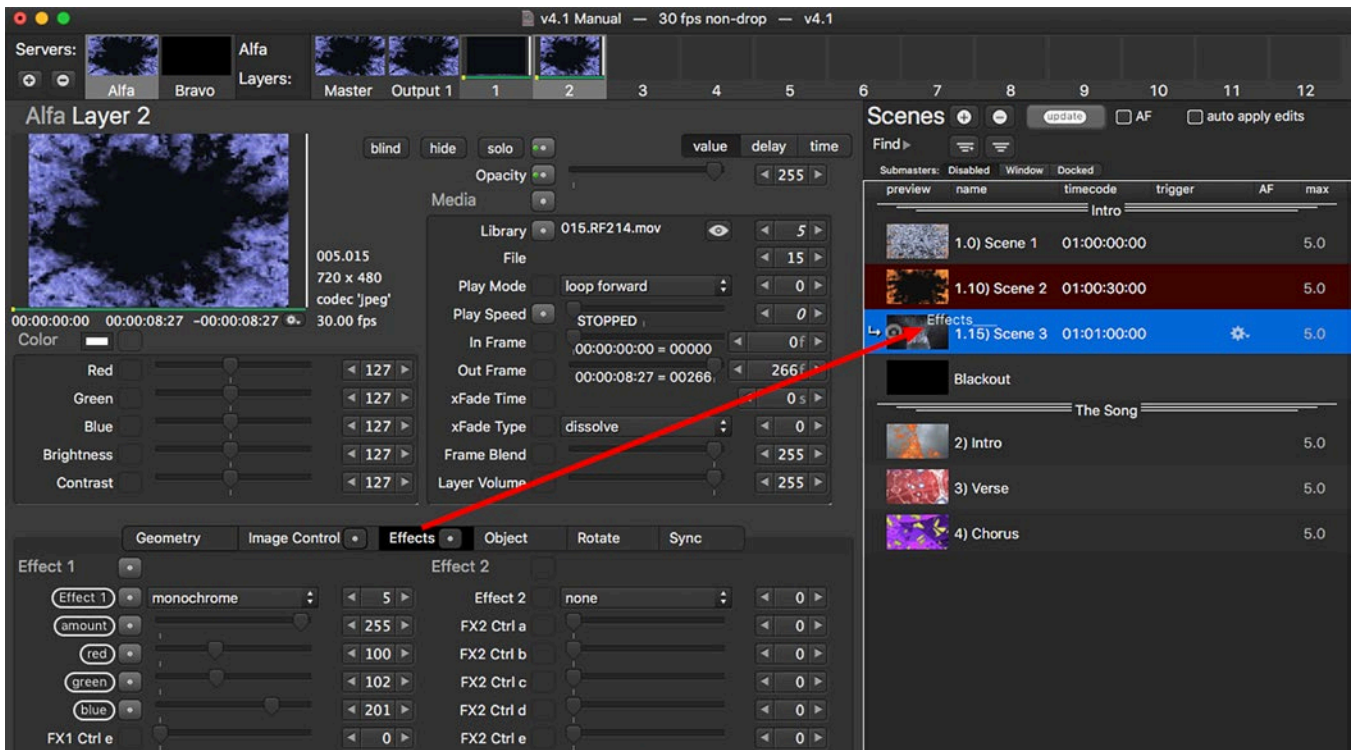 v4.1 Manual — 30 fps non-drop — v4.1
Servers:
Alfa
Layers:
Alfa Bravo Master Output 1 1 2 3 4 5 6 7 8 9 10 11 12
Alfa Layer 2
blind hide solo value delay time
Opacity 255
Media
Library 015.RF214.mov 5
005.015 File 15
720 x 480
codec 'jpeg' Play Mode loop forward 0
00:00:00:00 00:00:08:27 -00:00:08:27 30.00 fps Play Speed STOPPED 0
Color In Frame 00:00:00:00 = 00000 0f
Red 127 Out Frame 00:00:08:27 = 00266 266f
Green 127 xFade Time 0 s
Blue 127 xFade Type dissolve 0
Brightness 127 Frame Blend 255
Contrast 127 Layer Volume 255
Geometry Image Control Effects Object Rotate Sync
Effect 1 Effect 2
Effect 1 monochrome 5 Effect 2 none 0
amount 255 FX2 Ctrl a 0
red 100 FX2 Ctrl b 0
green 102 FX2 Ctrl c 0
blue 201 FX2 Ctrl d 0
FX1 Ctrl e 0 FX2 Ctrl e 0
Scenes update AF auto apply edits
Find
Submasters: Disabled Window Docked
preview name timecode trigger AF max
Intro
1.0) Scene 1 01:00:00:00 5.0
1.10) Scene 2 01:00:30:00 5.0
Effects
1.15) Scene 3 01:01:00:00 5.0
Blackout
The Song
2) Intro 5.0
3) Verse 5.0
4) Chorus 5.0